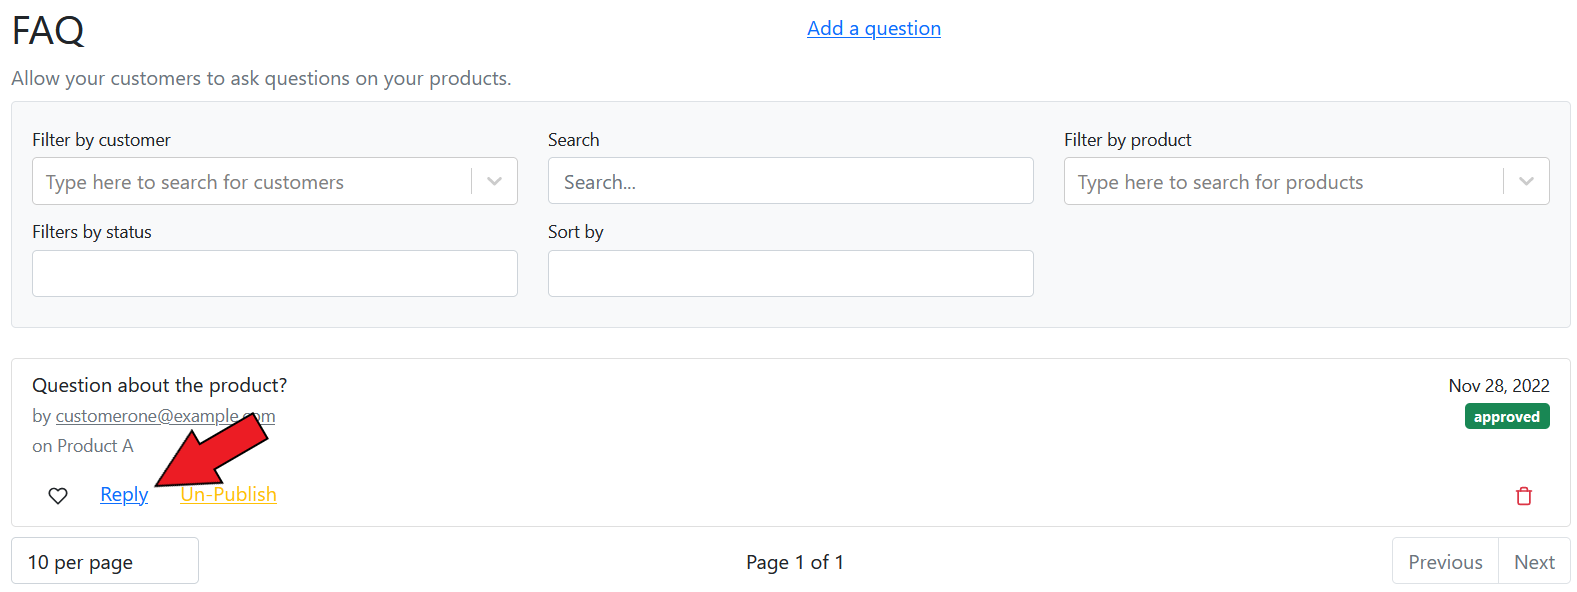 FAQ
Add a question
Allow your customers to ask questions on your products.
Filter by customer
Search
Filter by product
Type here to search for customers
Search...
Type here to search for products
Filters by status
Sort by
Question about the product?
Nov 28, 2022
by customerone@example.com
approved
on Product A
Reply
Un-Publish
10 per page
Page 1 of 1
Previous
Next